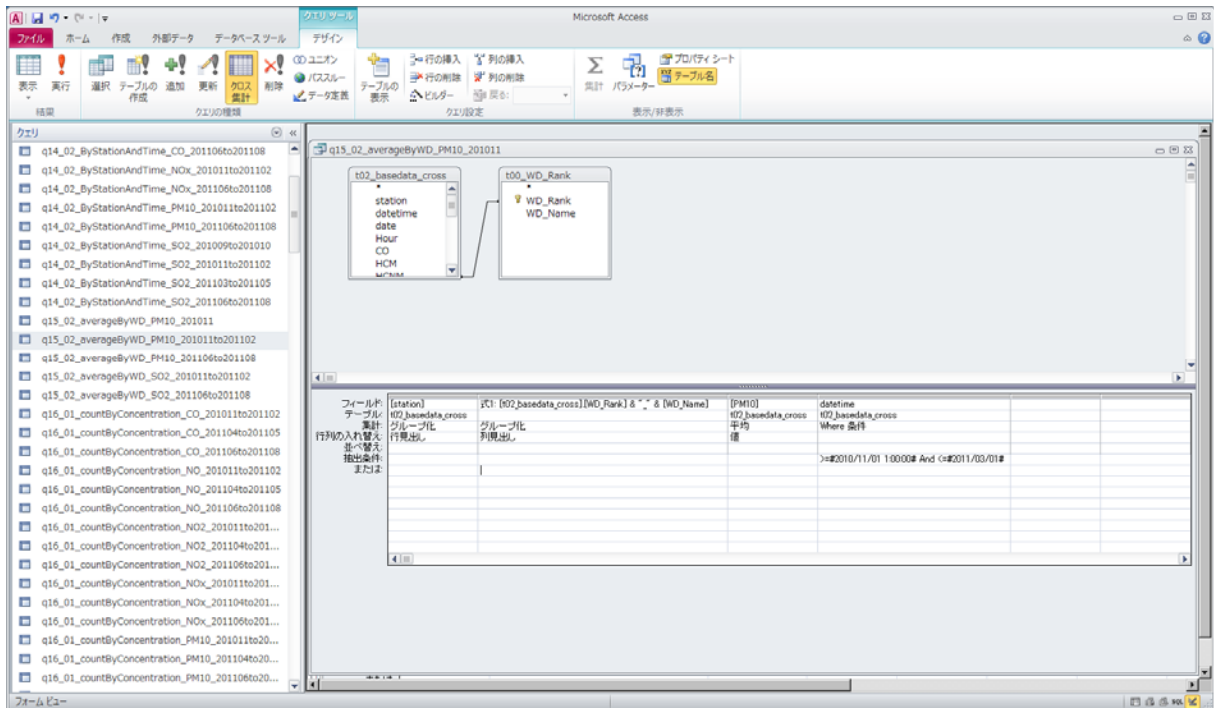 クエリ ツール
Microsoft Access
ファイル
ホーム
作成
外部データ
データベース ツール
デザイン
表示
実行
選択
テーブルの
作成
追加
更新
クロス
集計
削除
ユニオン
パススルー
データ定義
テーブルの
表示
行の挿入
行の削除
ビルダー
列の挿入
列の削除
戻る:
集計
パラメーター
プロパティ シート
テーブル名
結果
クエリの種類
クエリ設定
表示/非表示
クエリ
q14_02_ByStationAndTime_CO_201106to201108
q14_02_ByStationAndTime_NOx_201011to201102
q14_02_ByStationAndTime_NOx_201106to201108
q14_02_ByStationAndTime_PM10_201011to201102
q14_02_ByStationAndTime_PM10_201106to201108
q14_02_ByStationAndTime_SO2_201009to201010
q14_02_ByStationAndTime_SO2_201011to201102
q14_02_ByStationAndTime_SO2_201103to201105
q14_02_ByStationAndTime_SO2_201106to201108
q15_02_averageByWD_PM10_201011
q15_02_averageByWD_PM10_201011to201102
q15_02_averageByWD_PM10_201106to201108
q15_02_averageByWD_SO2_201011to201102
q15_02_averageByWD_SO2_201106to201108
q16_01_countByConcentration_CO_201011to201102
q16_01_countByConcentration_CO_201104to201105
q16_01_countByConcentration_CO_201106to201108
q16_01_countByConcentration_NO_201011to201102
q16_01_countByConcentration_NO_201104to201105
q16_01_countByConcentration_NO_201106to201108
q16_01_countByConcentration_NO2_201011to201...
q16_01_countByConcentration_NO2_201104to201...
q16_01_countByConcentration_NO2_201106to201...
q16_01_countByConcentration_NOx_201011to201...
q16_01_countByConcentration_NOx_201104to201...
q16_01_countByConcentration_NOx_201106to201...
q16_01_countByConcentration_PM10_201011to20...
q16_01_countByConcentration_PM10_201104to20...
q16_01_countByConcentration_PM10_201106to20...
q15_02_averageByWD_PM10_201011
t02_basedata_cross
*
station
datetime
date
Hour
CO
HCM
HCNM
t00_WD_Rank
*
WD_Rank
WD_Name
フィールド: [station] 式1: [t02_basedata_cross].[WD_Rank] & "_" & [WD_Name] [PM10] datetime
テーブル: t02_basedata_cross t02_basedata_cross t02_basedata_cross
集計: グループ化 グループ化 平均 Where 条件
行列の入れ替え: 行見出し 列見出し 値
並べ替え:
抽出条件: >=#2010/11/01 1:00:00# And <=#2011/03/01#
または:
フォーム ビュー
SQL